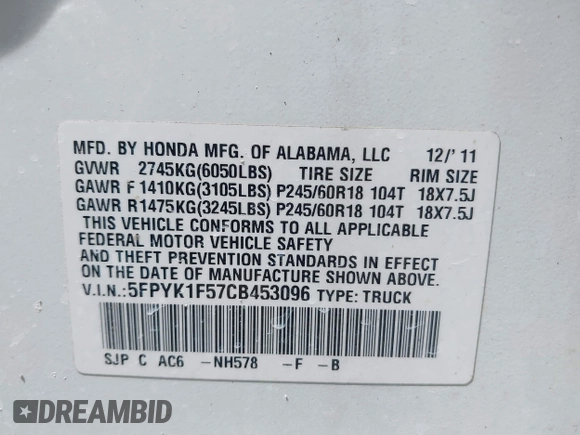 MFD. BY HONDA MFG. OF ALABAMA, LLC 12/'11
GVWR 2745KG(6050LBS) TIRE SIZE RIM SIZE
GAWR F 1410KG(3105LBS) P245/60R18 104T 18X7.5J
GAWR R1475KG(3245LBS) P245/60R18 104T 18X7.5J
THIS VEHICLE CONFORMS TO ALL APPLICABLE
FEDERAL MOTOR VEHICLE SAFETY
AND THEFT PREVENTION STANDARDS IN EFFECT
ON THE DATE OF MANUFACTURE SHOWN ABOVE.
V.I.N.:5FPYK1F57CB453096 TYPE: TRUCK
SJP C AC6 -NH578 -F -B
DREAMBID